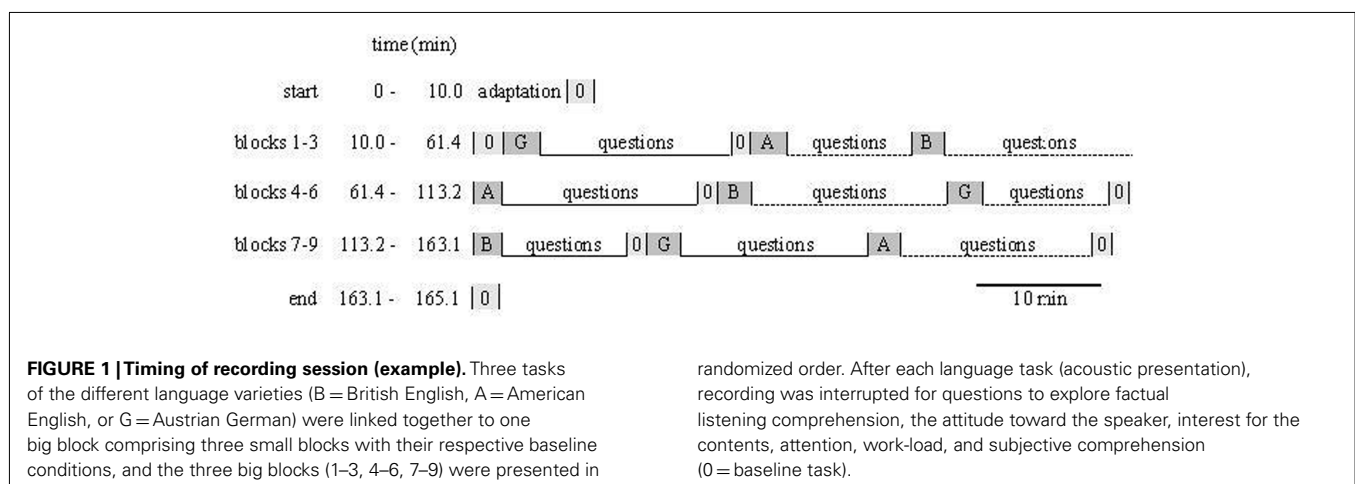 time (min)
start 0 - 10.0 adaptation |0|
blocks 1-3 10.0 - 61.4 |0|G| questions |0|A| questions |B| questions
blocks 4-6 61.4 - 113.2 |A| questions |0|B| questions |G| questions |0|
blocks 7-9 113.2 - 163.1 |B| questions |0|G| questions |A| questions |0|
end 163.1 - 165.1 |0|
10 min
FIGURE 1 | Timing of recording session (example). Three tasks
of the different language varieties (B = British English, A = American
English, or G = Austrian German) were linked together to one
big block comprising three small blocks with their respective baseline
conditions, and the three big blocks (1–3, 4–6, 7–9) were presented in
randomized order. After each language task (acoustic presentation),
recording was interrupted for questions to explore factual
listening comprehension, the attitude toward the speaker, interest for the
contents, attention, work-load, and subjective comprehension
(0 = baseline task).